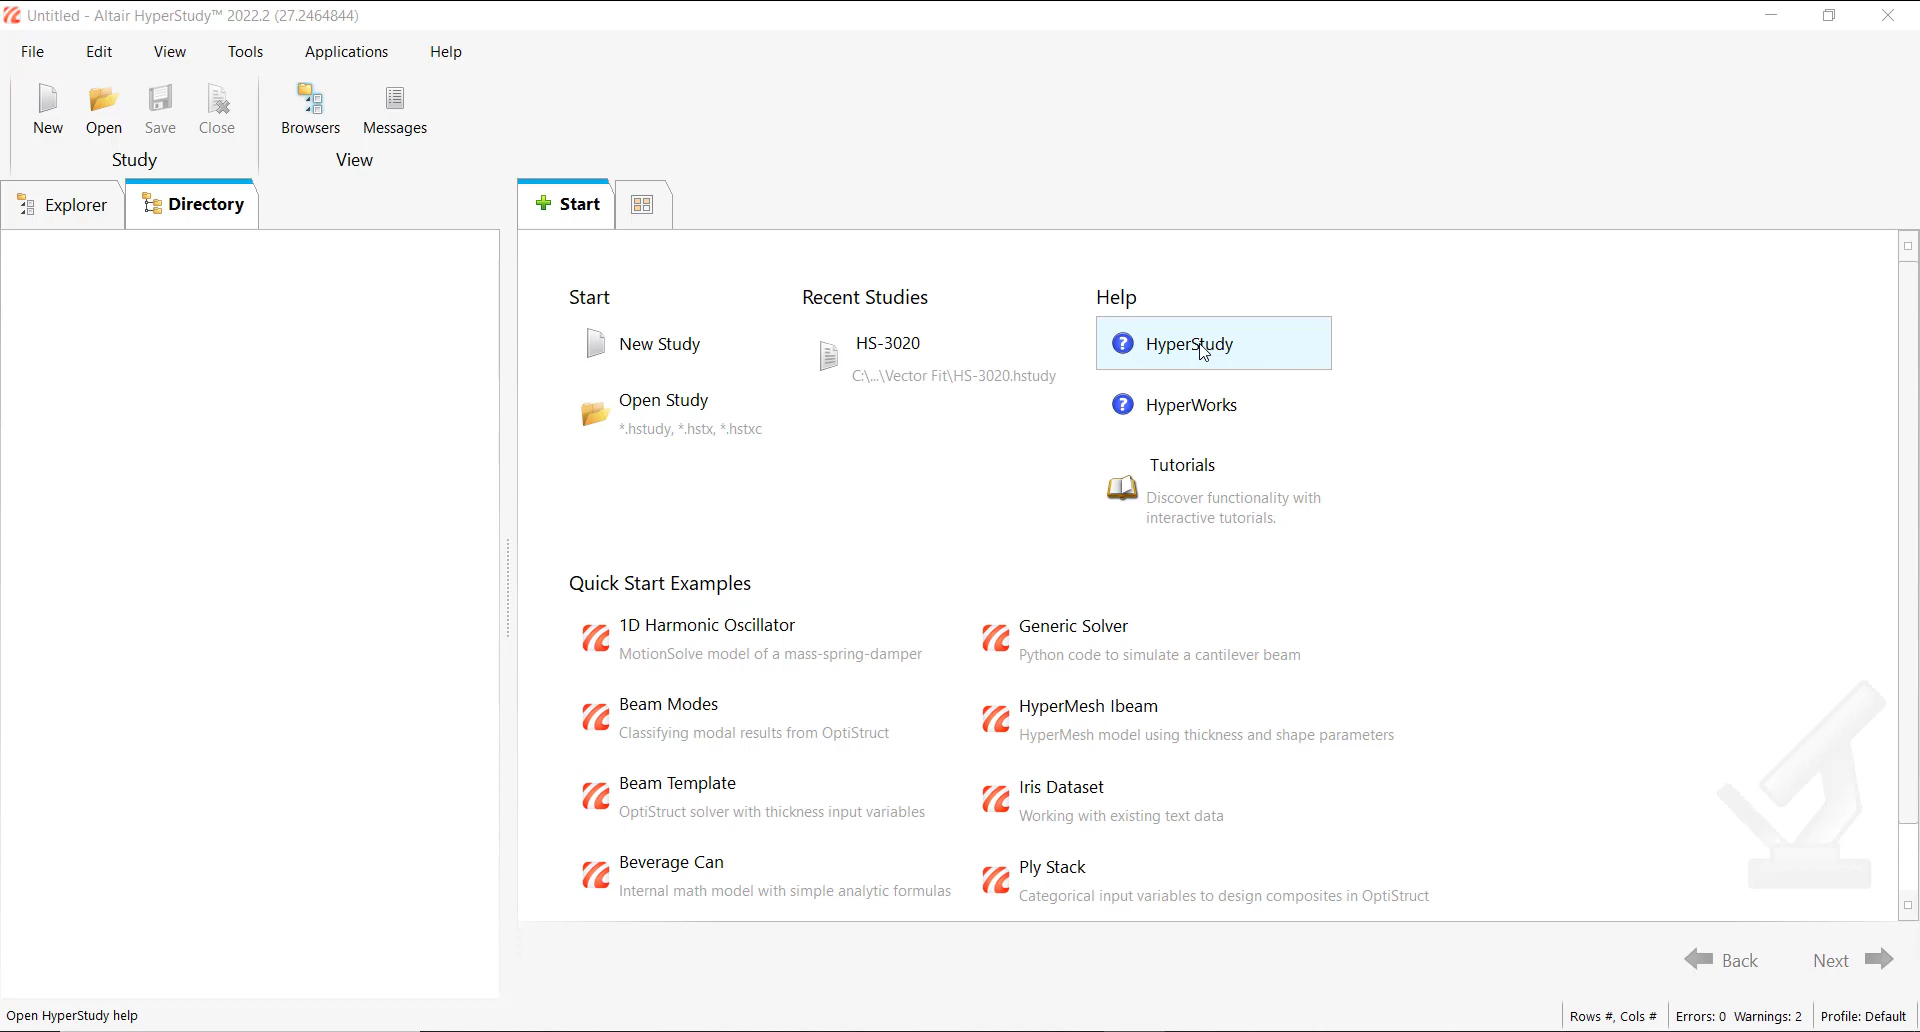 Untitled - Altair HyperStudy™ 2022.2 (27.2464844)
File Edit View Tools Applications Help
New Open Save Close Browsers Messages
Study View
Explorer Directory Start
Start Recent Studies Help
New Study HS-3020 HyperStudy
C:\...\Vector Fit\HS-3020.hstudy
Open Study HyperWorks
*.hstudy, *.hstx, *.hstxc
Tutorials
Discover functionality with
interactive tutorials.
Quick Start Examples
1D Harmonic Oscillator Generic Solver
MotionSolve model of a mass-spring-damper Python code to simulate a cantilever beam
Beam Modes HyperMesh Ibeam
Classifying modal results from OptiStruct HyperMesh model using thickness and shape parameters
Beam Template Iris Dataset
OptiStruct solver with thickness input variables Working with existing text data
Beverage Can Ply Stack
Internal math model with simple analytic formulas Categorical input variables to design composites in OptiStruct
Back Next
Open HyperStudy help Rows #, Cols # Errors: 0 Warnings: 2 Profile: Default